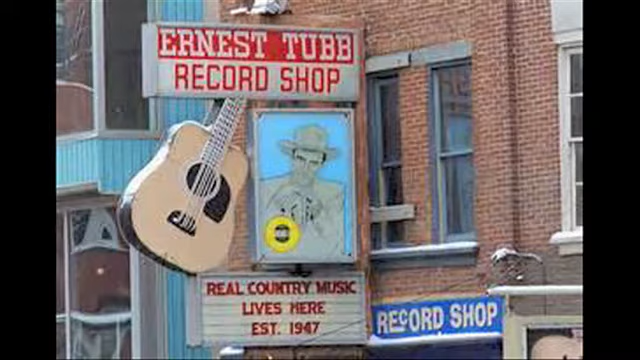 ERNEST TUBB
RECORD SHOP
REAL COUNTRY MUSIC
LIVES HERE
EST. 1947
RECORD SHOP